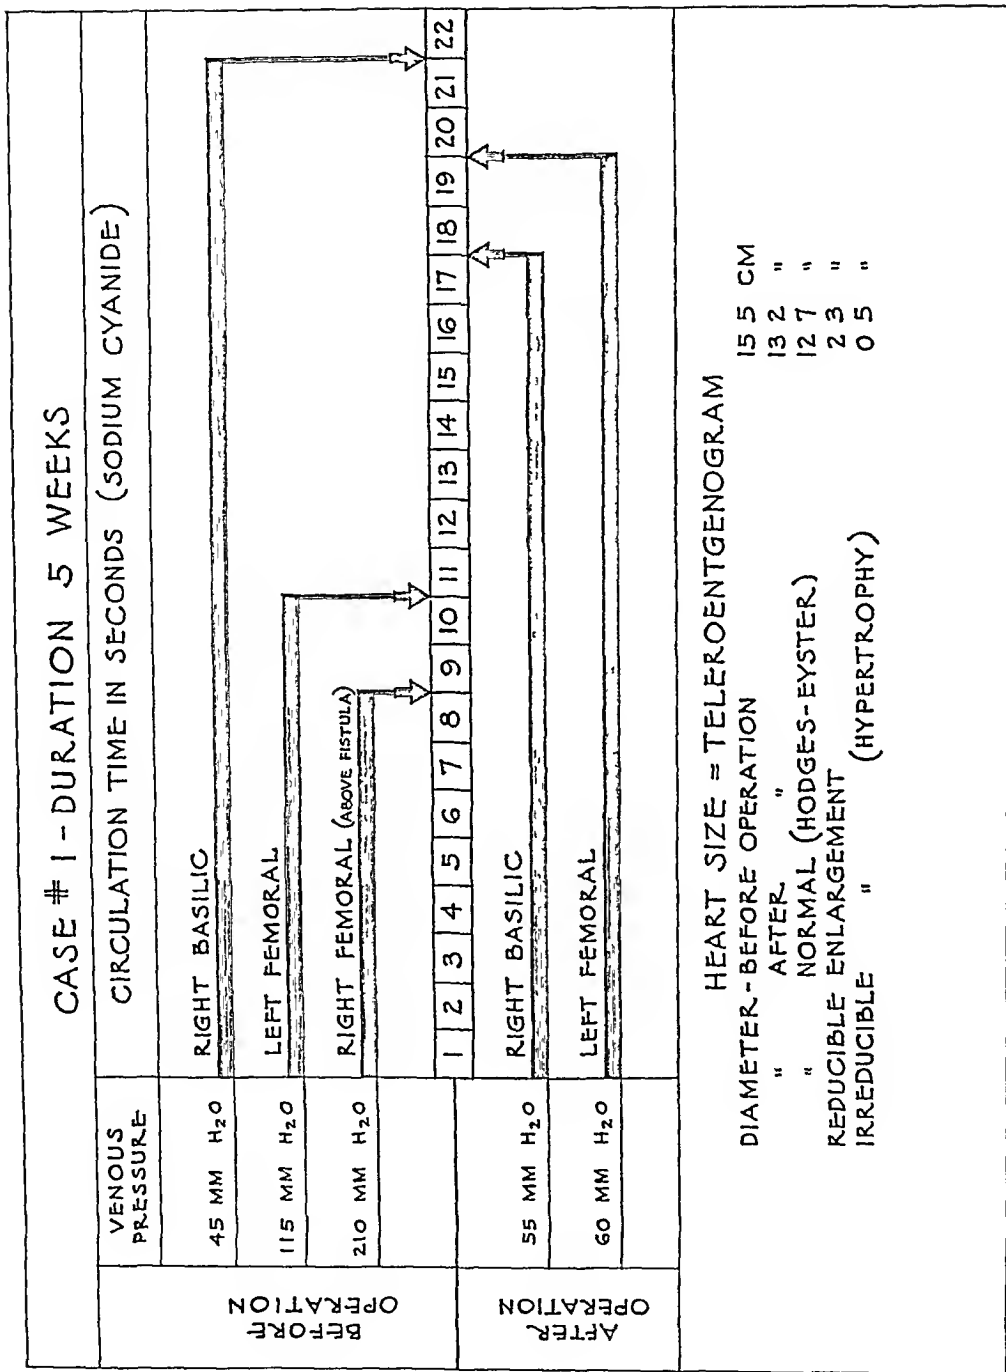 CASE # 1 - DURATION 5 WEEKS
VENOUS
PRESSURE
CIRCULATION TIME IN SECONDS (SODIUM CYANIDE)
BEFORE
OPERATION
45 MM H₂O
RIGHT BASILIC
115 MM H₂O
LEFT FEMORAL
210 MM H₂O
RIGHT FEMORAL (ABOVE FISTULA)
1 2 3 4 5 6 7 8 9 10 11 12 13 14 15 16 17 18 19 20 21 22
AFTER
OPERATION
55 MM H₂O
RIGHT BASILIC
60 MM H₂O
LEFT FEMORAL
HEART SIZE = TELEROENTGENOGRAM
DIAMETER - BEFORE OPERATION 15 5 CM
" AFTER " 13 2 "
" NORMAL (HODGES-EYSTER) 12 7 "
REDUCIBLE ENLARGEMENT 2 3 "
IRREDUCIBLE " (HYPERTROPHY) 0 5 "